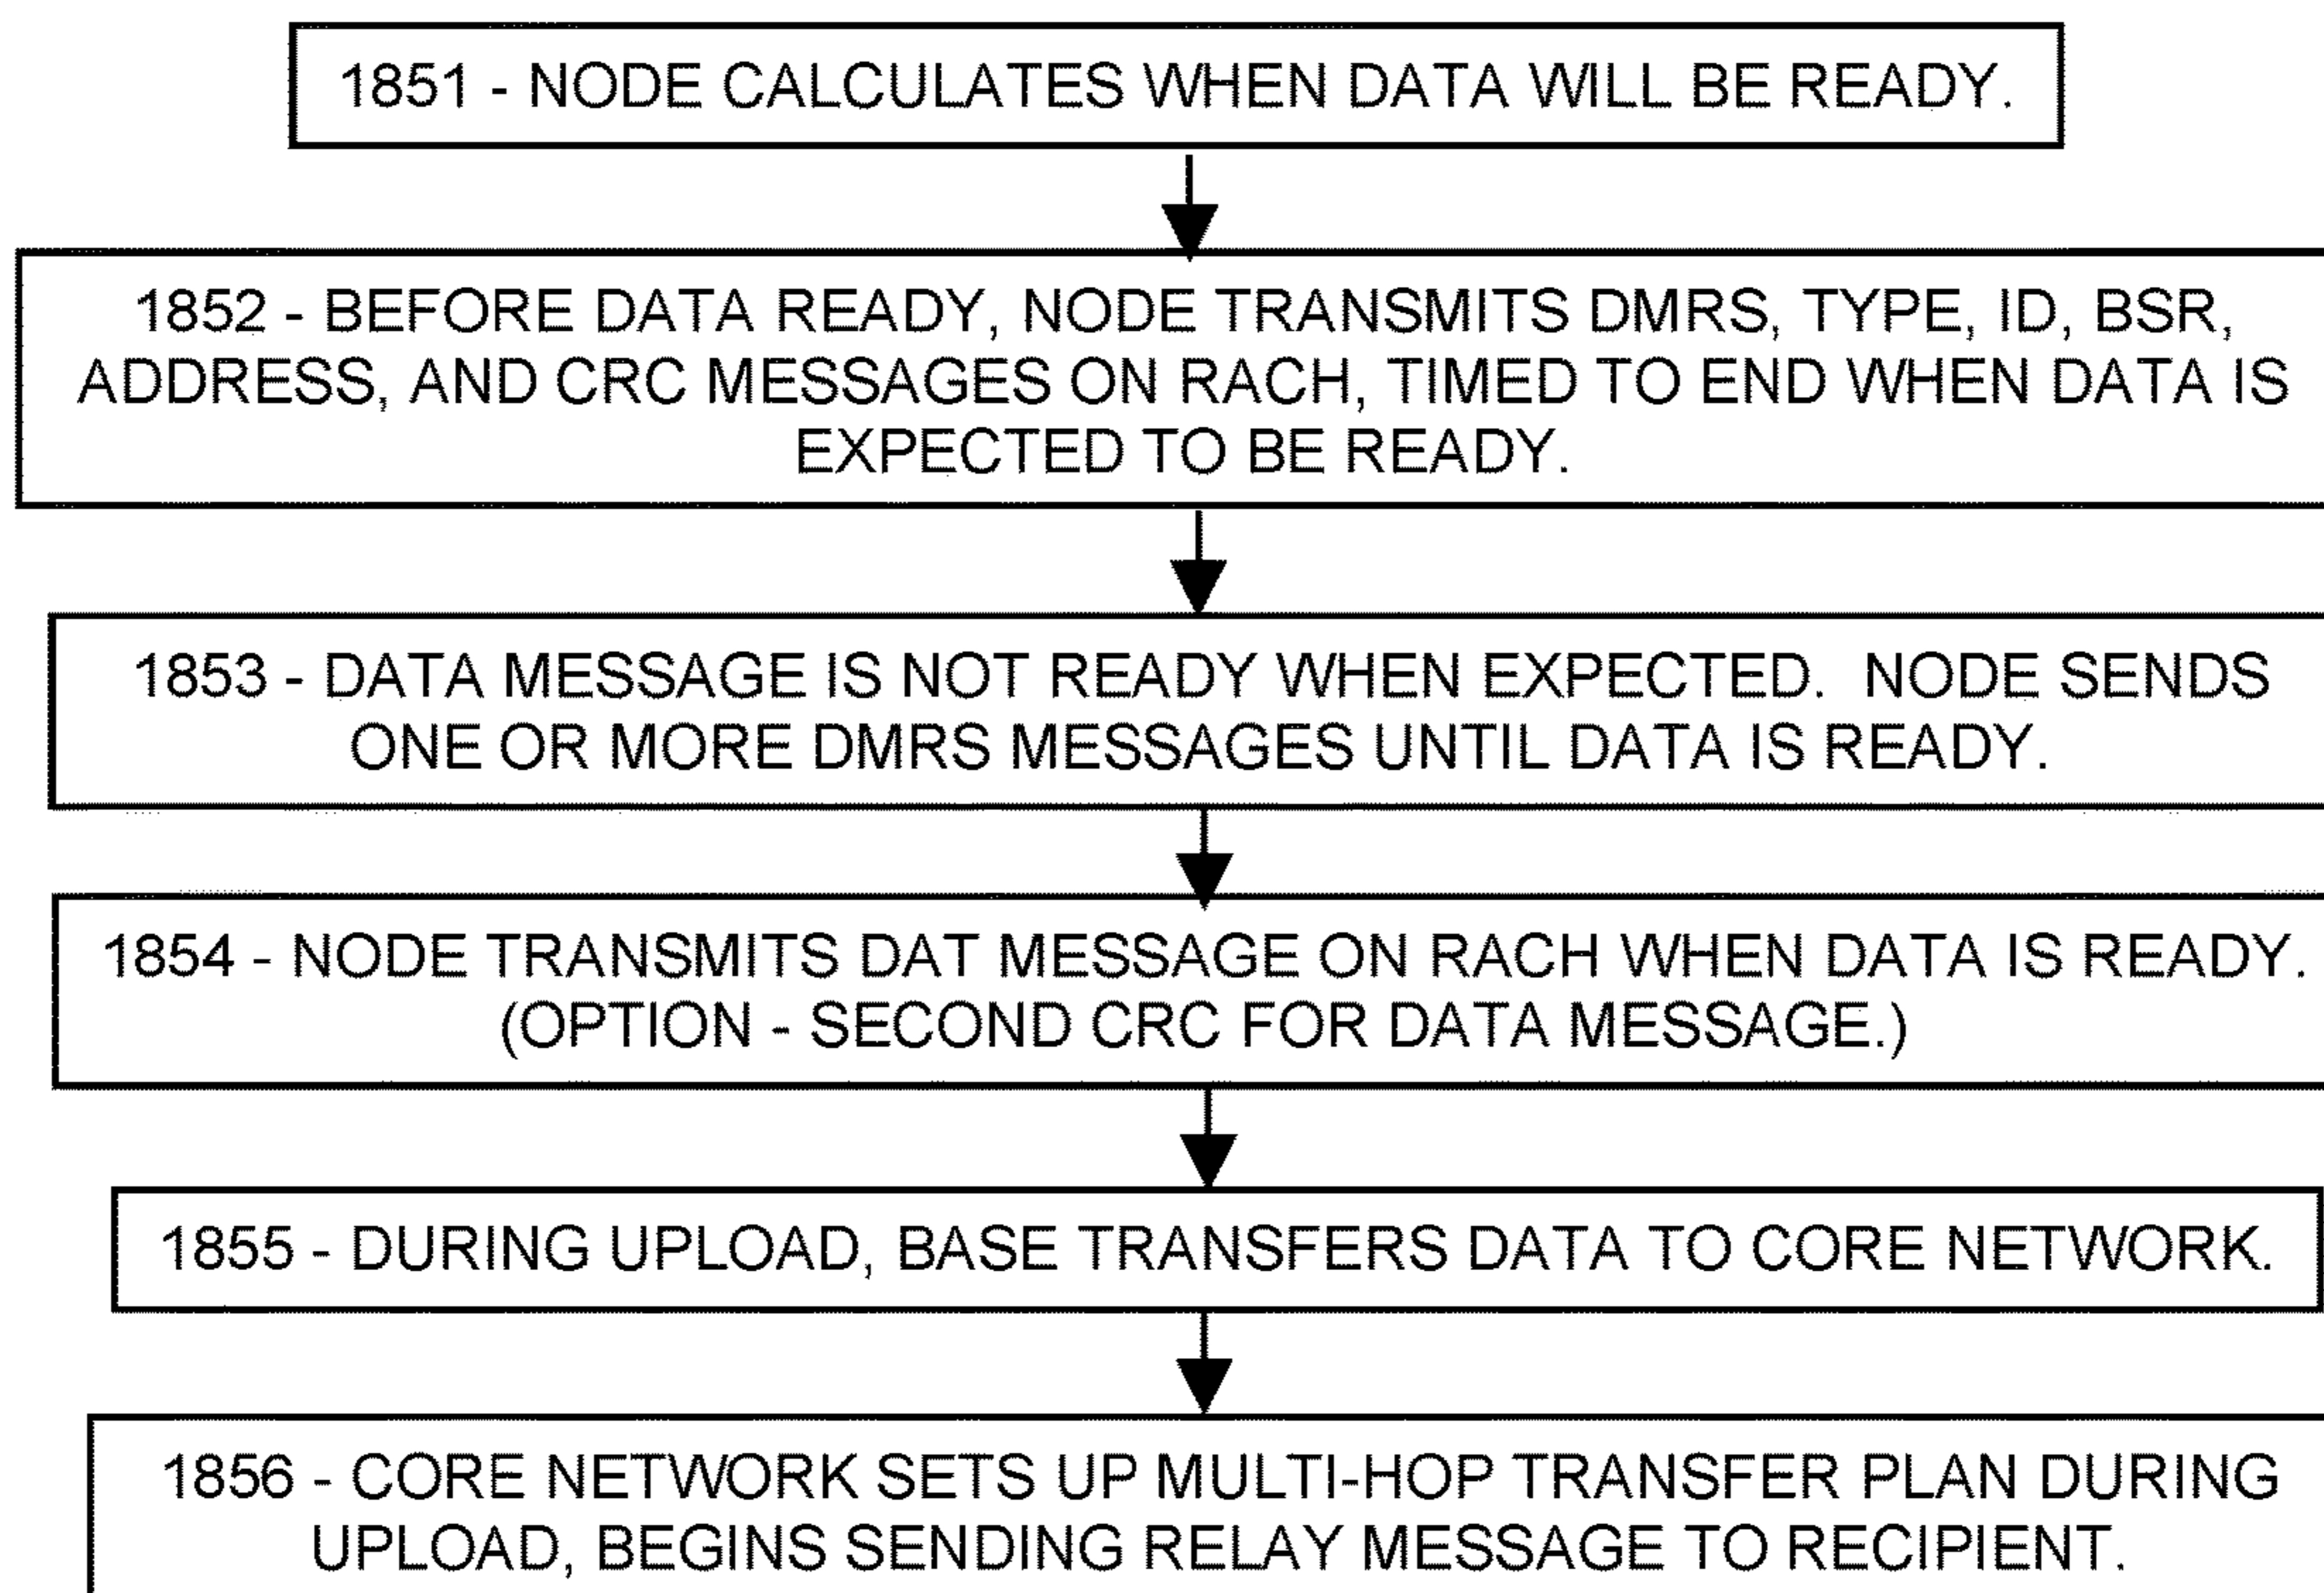 1851 - NODE CALCULATES WHEN DATA WILL BE READY.
1852 - BEFORE DATA READY, NODE TRANSMITS DMRS, TYPE, ID, BSR,
ADDRESS, AND CRC MESSAGES ON RACH, TIMED TO END WHEN DATA IS
EXPECTED TO BE READY.
1853 - DATA MESSAGE IS NOT READY WHEN EXPECTED. NODE SENDS
ONE OR MORE DMRS MESSAGES UNTIL DATA IS READY.
1854 - NODE TRANSMITS DAT MESSAGE ON RACH WHEN DATA IS READY.
(OPTION - SECOND CRC FOR DATA MESSAGE.)
1855 - DURING UPLOAD, BASE TRANSFERS DATA TO CORE NETWORK.
1856 - CORE NETWORK SETS UP MULTI-HOP TRANSFER PLAN DURING
UPLOAD, BEGINS SENDING RELAY MESSAGE TO RECIPIENT.